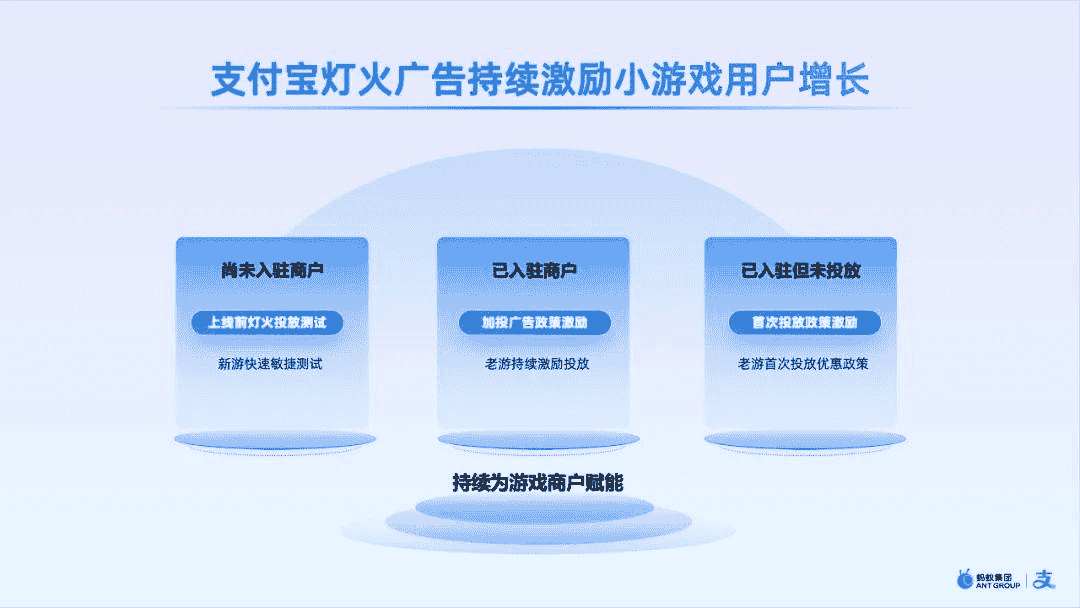 支付宝灯火广告持续激励小游戏用户增长
尚未入驻商户
上线前灯火投放测试
新游快速敏捷测试
已入驻商户
加投广告政策激励
老游持续激励投放
已入驻但未投放
首次投放政策激励
老游首次投放优惠政策
持续为游戏商户赋能
蚂蚁集团
ANT GROUP
支